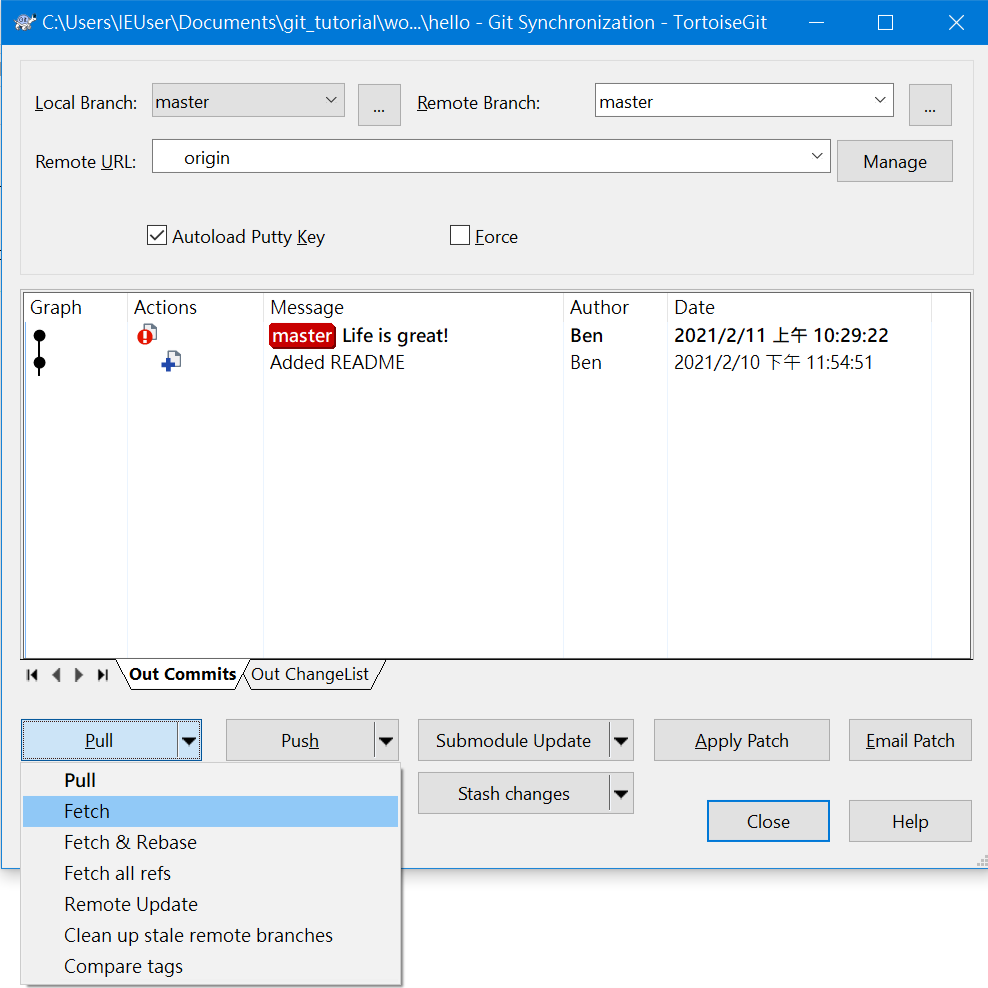 C:\Users\IEUser\Documents\git_tutorial\wo...\hello - Git Synchronization - TortoiseGit
Local Branch: master ... Remote Branch: master ...
Remote URL: origin Manage
Autoload Putty Key Force
Graph Actions Message Author Date
master Life is great! Ben 2021/2/11 上午 10:29:22
Added README Ben 2021/2/10 下午 11:54:51
Out Commits Out ChangeList
Pull Push Submodule Update Apply Patch Email Patch
Stash changes
Close Help
Pull
Fetch
Fetch & Rebase
Fetch all refs
Remote Update
Clean up stale remote branches
Compare tags